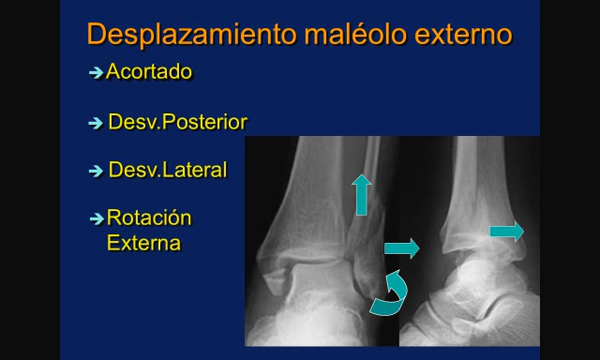 Desplazamiento maléolo externo
Acortado
Desv.Posterior
Desv.Lateral
Rotación
Externa